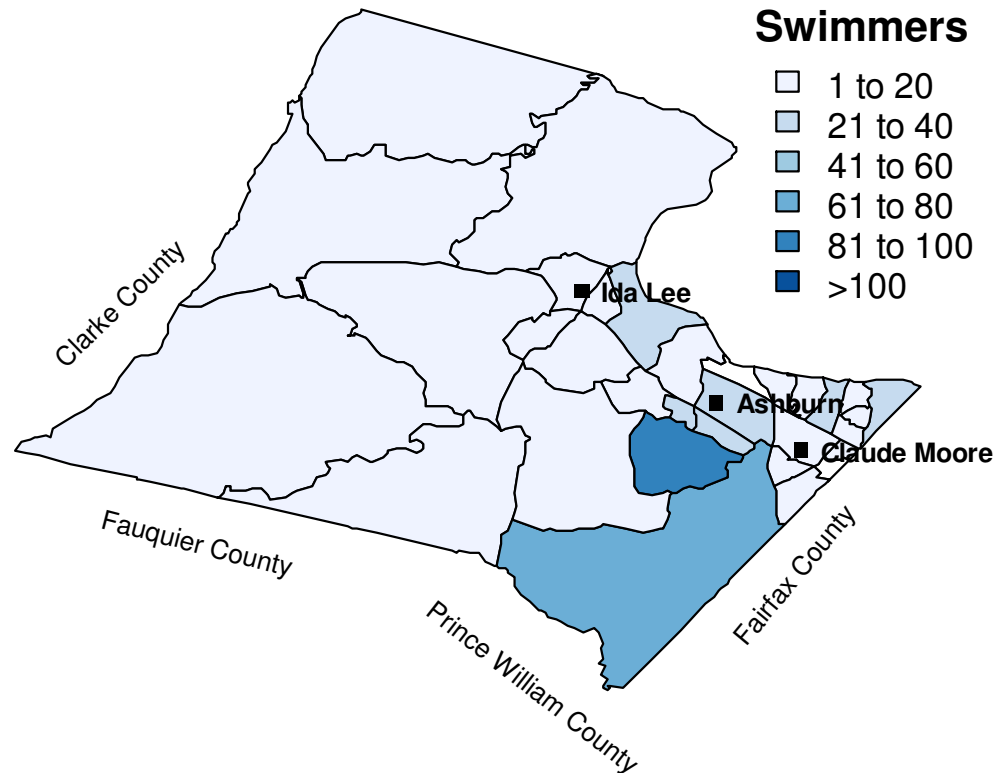 Swimmers
1 to 20
21 to 40
41 to 60
61 to 80
81 to 100
>100
Clarke County
Ida Lee
Ashburn
Claude Moore
Fauquier County
Prince William County
Fairfax County